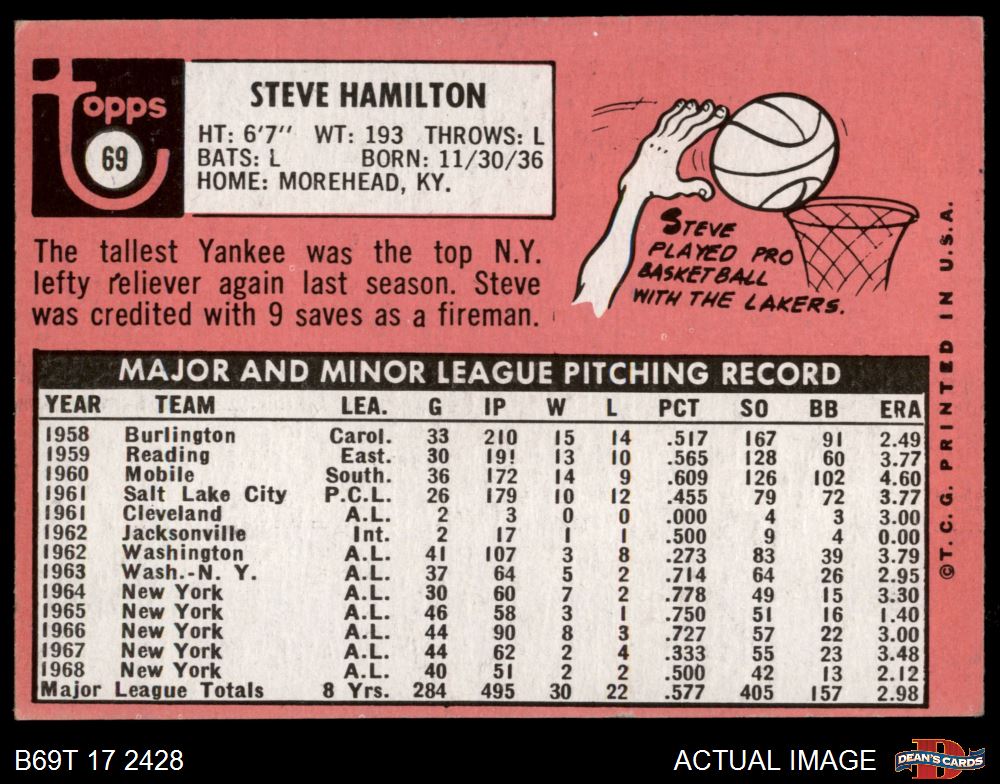 topps
69
STEVE HAMILTON
HT: 6'7" WT: 193 THROWS: L
BATS: L BORN: 11/30/36
HOME: MOREHEAD, KY.
The tallest Yankee was the top N.Y.
lefty reliever again last season. Steve
was credited with 9 saves as a fireman.
STEVE
PLAYED PRO
BASKETBALL
WITH THE LAKERS.
MAJOR AND MINOR LEAGUE PITCHING RECORD
YEAR TEAM LEA. G IP W L PCT SO BB ERA
1958 Burlington Carol. 33 210 15 14 .517 167 91 2.49
1959 Reading East. 30 191 13 10 .565 128 60 3.77
1960 Mobile South. 36 172 14 9 .609 126 102 4.60
1961 Salt Lake City P.C.L. 26 179 10 12 .455 79 72 3.77
1961 Cleveland A.L. 2 3 0 0 .000 4 3 3.00
1962 Jacksonville Int. 2 17 1 1 .500 9 4 0.00
1962 Washington A.L. 41 107 3 8 .273 83 39 3.79
1963 Wash.-N. Y. A.L. 37 64 5 2 .714 64 26 2.95
1964 New York A.L. 30 60 7 2 .778 49 15 3.30
1965 New York A.L. 46 58 3 1 .750 51 16 1.40
1966 New York A.L. 44 90 8 3 .727 57 22 3.00
1967 New York A.L. 44 62 2 4 .333 55 23 3.48
1968 New York A.L. 40 51 2 2 .500 42 13 2.12
Major League Totals 8 Yrs. 284 495 30 22 .577 405 157 2.98
©T.C.G. PRINTED IN U.S.A.
B69T 17 2428
ACTUAL IMAGE
DEAN'S CARDS